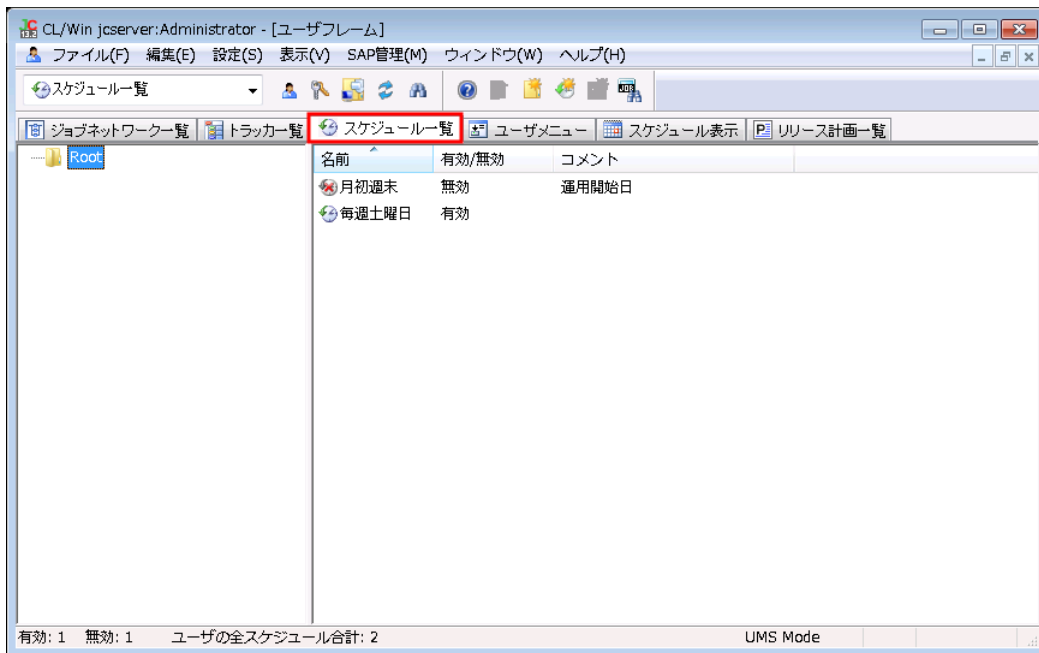 CL/Win jcserver:Administrator - [ユーザフレーム]
ファイル(F) 編集(E) 設定(S) 表示(V) SAP管理(M) ウィンドウ(W) ヘルプ(H)
スケジュール一覧
ジョブネットワーク一覧 トラッカ一覧 スケジュール一覧 ユーザメニュー スケジュール表示 リリース計画一覧
Root
名前 有効/無効 コメント
月初週末 無効 運用開始日
毎週土曜日 有効
有効: 1 無効: 1 ユーザの全スケジュール合計: 2 UMS Mode